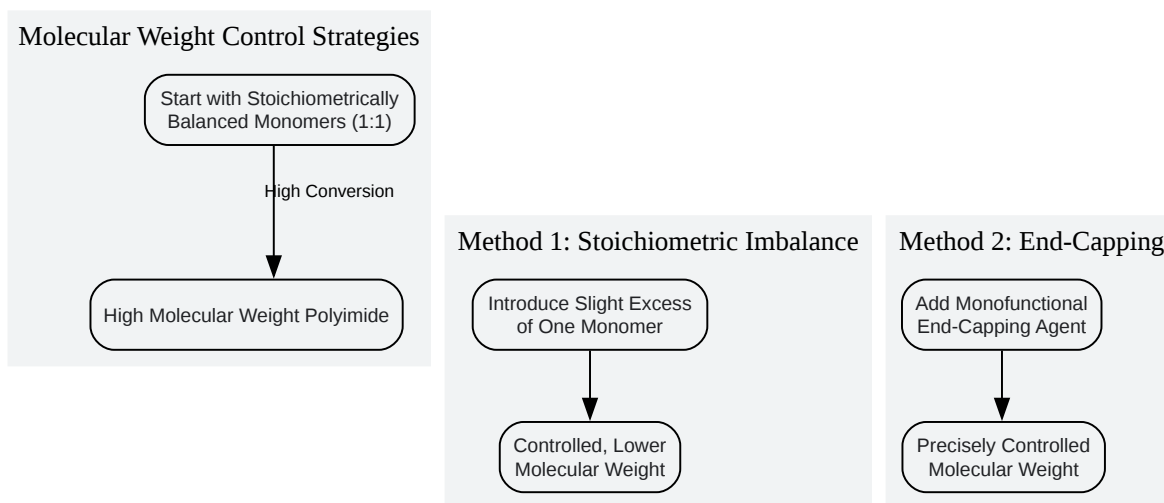 Molecular Weight Control Strategies
Start with Stoichiometrically
Balanced Monomers (1:1)
High Conversion
High Molecular Weight Polyimide
Method 1: Stoichiometric Imbalance
Introduce Slight Excess
of One Monomer
Controlled, Lower
Molecular Weight
Method 2: End-Capping
Add Monofunctional
End-Capping Agent
Precisely Controlled
Molecular Weight